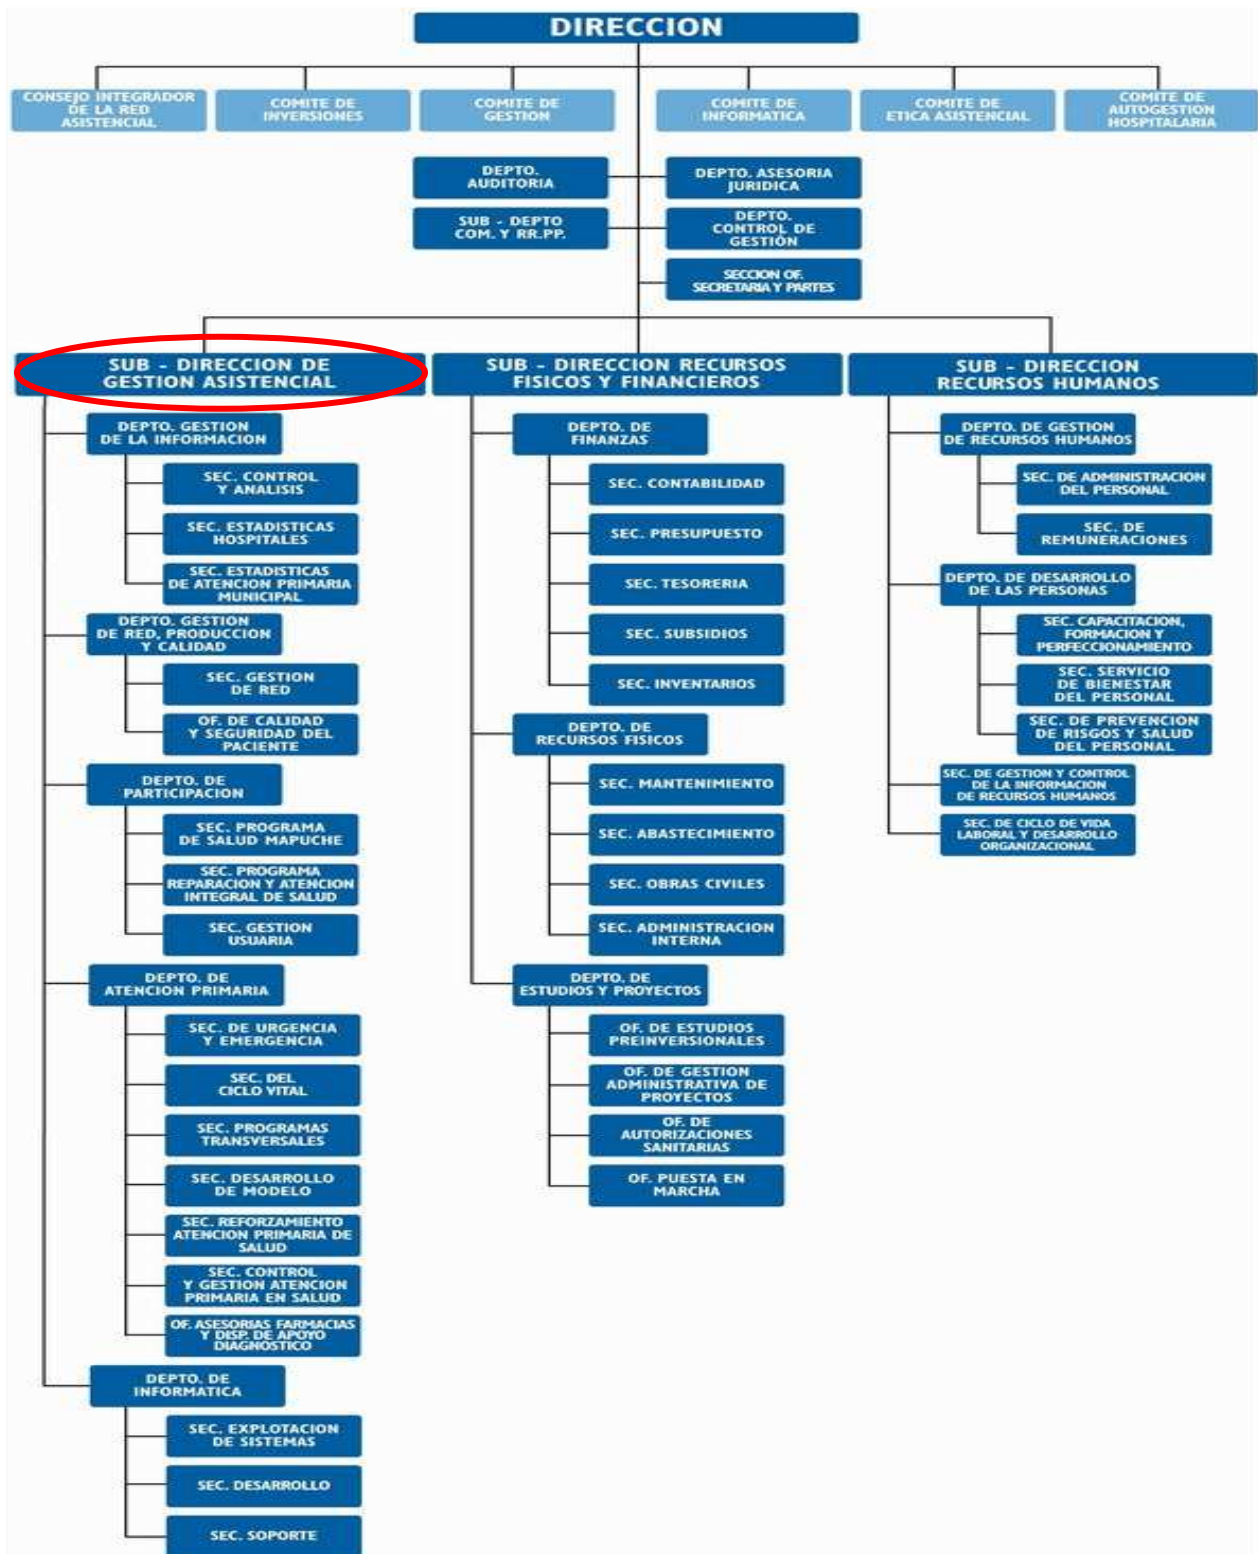 DIRECCION
CONSEJO INTEGRADOR
DE LA RED
ASISTENCIAL
COMITE DE
INVERSIONES
COMITE DE
GESTION
COMITE DE
INFORMATICA
COMITE DE
ETICA ASISTENCIAL
COMITE DE
AUTOGESTION
HOSPITALARIA
DEPTO.
AUDITORIA
DEPTO. ASESORIA
JURIDICA
SUB - DEPTO
COM. Y RR.PP.
DEPTO.
CONTROL DE
GESTIÓN
SECCION OF.
SECRETARIA Y PARTES
SUB - DIRECCION DE
GESTION ASISTENCIAL
DEPTO. GESTION
DE LA INFORMACION
SEC. CONTROL
Y ANALISIS
SEC. ESTADISTICAS
HOSPITALES
SEC. ESTADISTICAS
DE ATENCION PRIMARIA
MUNICIPAL
DEPTO. GESTION
DE RED, PRODUCCION
Y CALIDAD
SEC. GESTION
DE RED
OF. DE CALIDAD
Y SEGURIDAD DEL
PACIENTE
DEPTO. DE
PARTICIPACION
SEC. PROGRAMA
DE SALUD MAPUCHE
SEC. PROGRAMA
REPARACION Y ATENCION
INTEGRAL DE SALUD
SEC. GESTION
USUARIA
DEPTO. DE
ATENCION PRIMARIA
SEC. DE URGENCIA
Y EMERGENCIA
SEC. DEL
CICLO VITAL
SEC. PROGRAMAS
TRANSVERSALES
SEC. DESARROLLO
DE MODELO
SEC. REFORZAMIENTO
ATENCION PRIMARIA DE
SALUD
SEC. CONTROL
Y GESTION ATENCION
PRIMARIA EN SALUD
OF. ASESORIAS FARMACIAS
Y DISP. DE APOYO
DIAGNOSTICO
DEPTO. DE
INFORMATICA
SEC. EXPLOTACION
DE SISTEMAS
SEC. DESARROLLO
SEC. SOPORTE
SUB - DIRECCION RECURSOS
FISICOS Y FINANCIEROS
DEPTO. DE
FINANZAS
SEC. CONTABILIDAD
SEC. PRESUPUESTO
SEC. TESORERIA
SEC. SUBSIDIOS
SEC. INVENTARIOS
DEPTO. DE
RECURSOS FISICOS
SEC. MANTENIMIENTO
SEC. ABASTECIMIENTO
SEC. OBRAS CIVILES
SEC. ADMINISTRACION
INTERNA
DEPTO. DE
ESTUDIOS Y PROYECTOS
OF. DE ESTUDIOS
PREINVERSIONALES
OF. DE GESTION
ADMINISTRATIVA DE
PROYECTOS
OF. DE
AUTORIZACIONES
SANITARIAS
OF. PUESTA EN
MARCHA
SUB - DIRECCION
RECURSOS HUMANOS
DEPTO. DE GESTION
DE RECURSOS HUMANOS
SEC. DE ADMINISTRACION
DEL PERSONAL
SEC. DE
REMUNERACIONES
DEPTO. DE DESARROLLO
DE LAS PERSONAS
SEC. CAPACITACION,
FORMACION Y
PERFECCIONAMIENTO
SEC. SERVICIO
DE BIENESTAR
DEL PERSONAL
SEC. DE PREVENCION
DE RISGOS Y SALUD
DEL PERSONAL
SEC. DE GESTION Y CONTROL
DE LA INFORMACION
DE RECURSOS HUMANOS
SEC. DE CICLO DE VIDA
LABORAL Y DESARROLLO
ORGANIZACIONAL